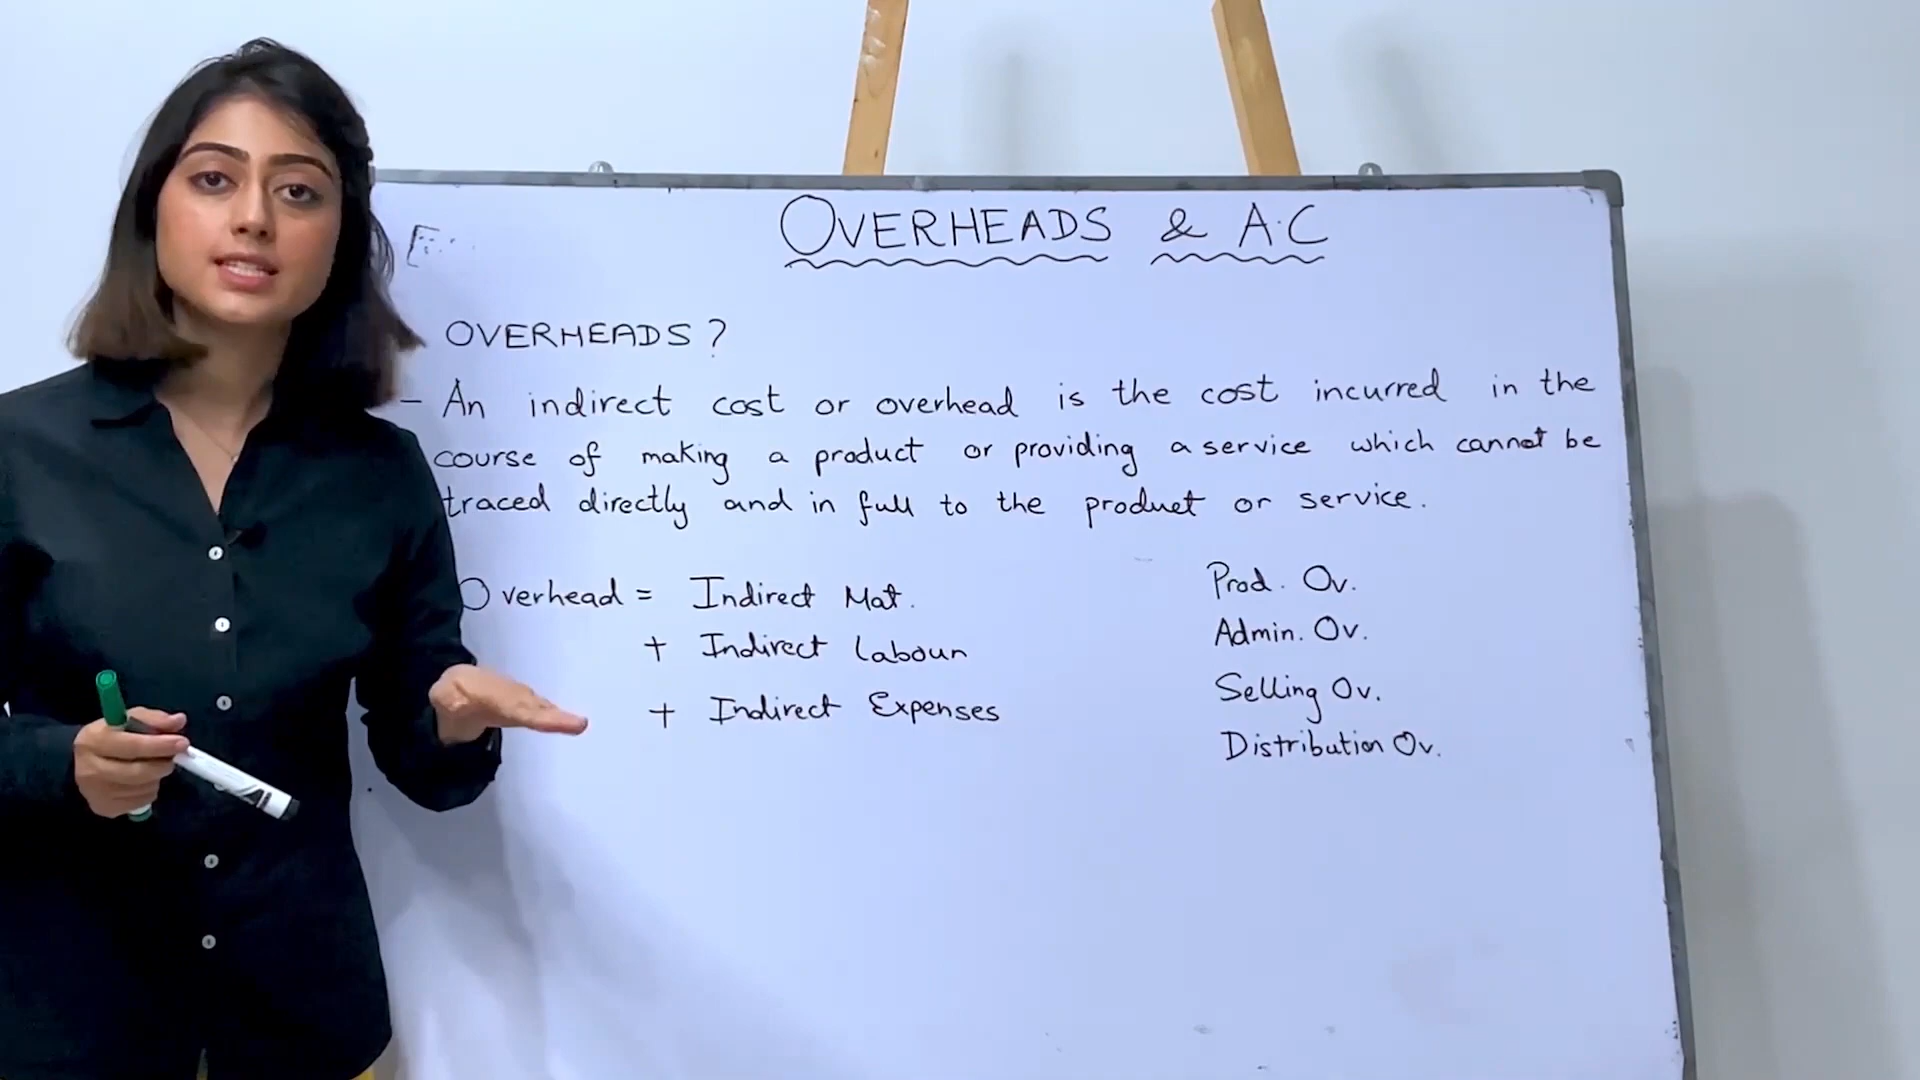 OVERHEADS & A.C
OVERHEADS?
- An indirect cost or overhead is the cost incurred in the
course of making a product or providing a service which cannot be
traced directly and in full to the product or service.
Overhead = Indirect Mat.
+ Indirect Labour
+ Indirect Expenses
Prod. Ov.
Admin. Ov.
Selling Ov.
Distribution Ov.